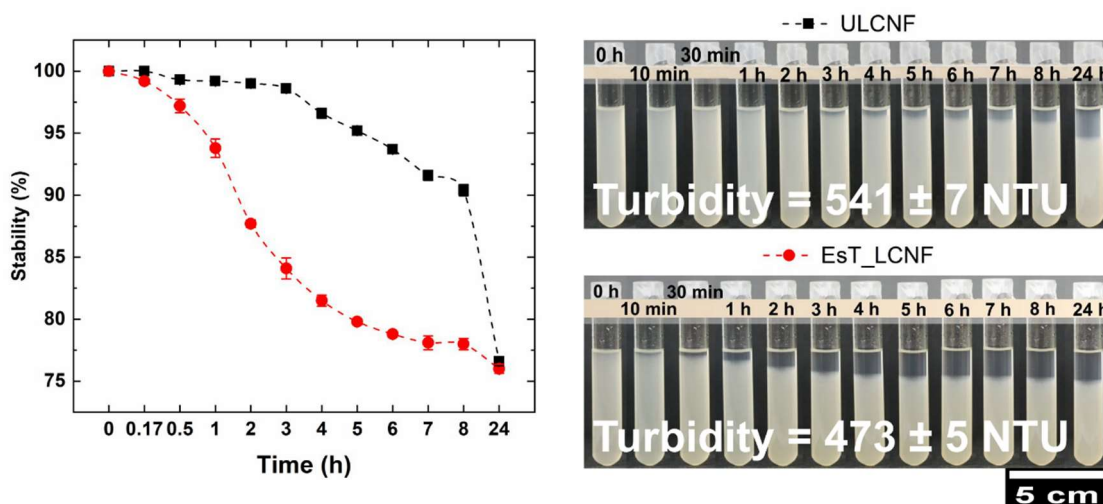 Stability (%)
100
95
90
85
80
75
0 0.17 0.5 1 2 3 4 5 6 7 8 24
Time (h)
ULCNF
0 h 30 min
10 min 1 h 2 h 3 h 4 h 5 h 6 h 7 h 8 h 24 h
Turbidity = 541 ± 7 NTU
EsT_LCNF
0 h 30 min
10 min 1 h 2 h 3 h 4 h 5 h 6 h 7 h 8 h 24 h
Turbidity = 473 ± 5 NTU
5 cm